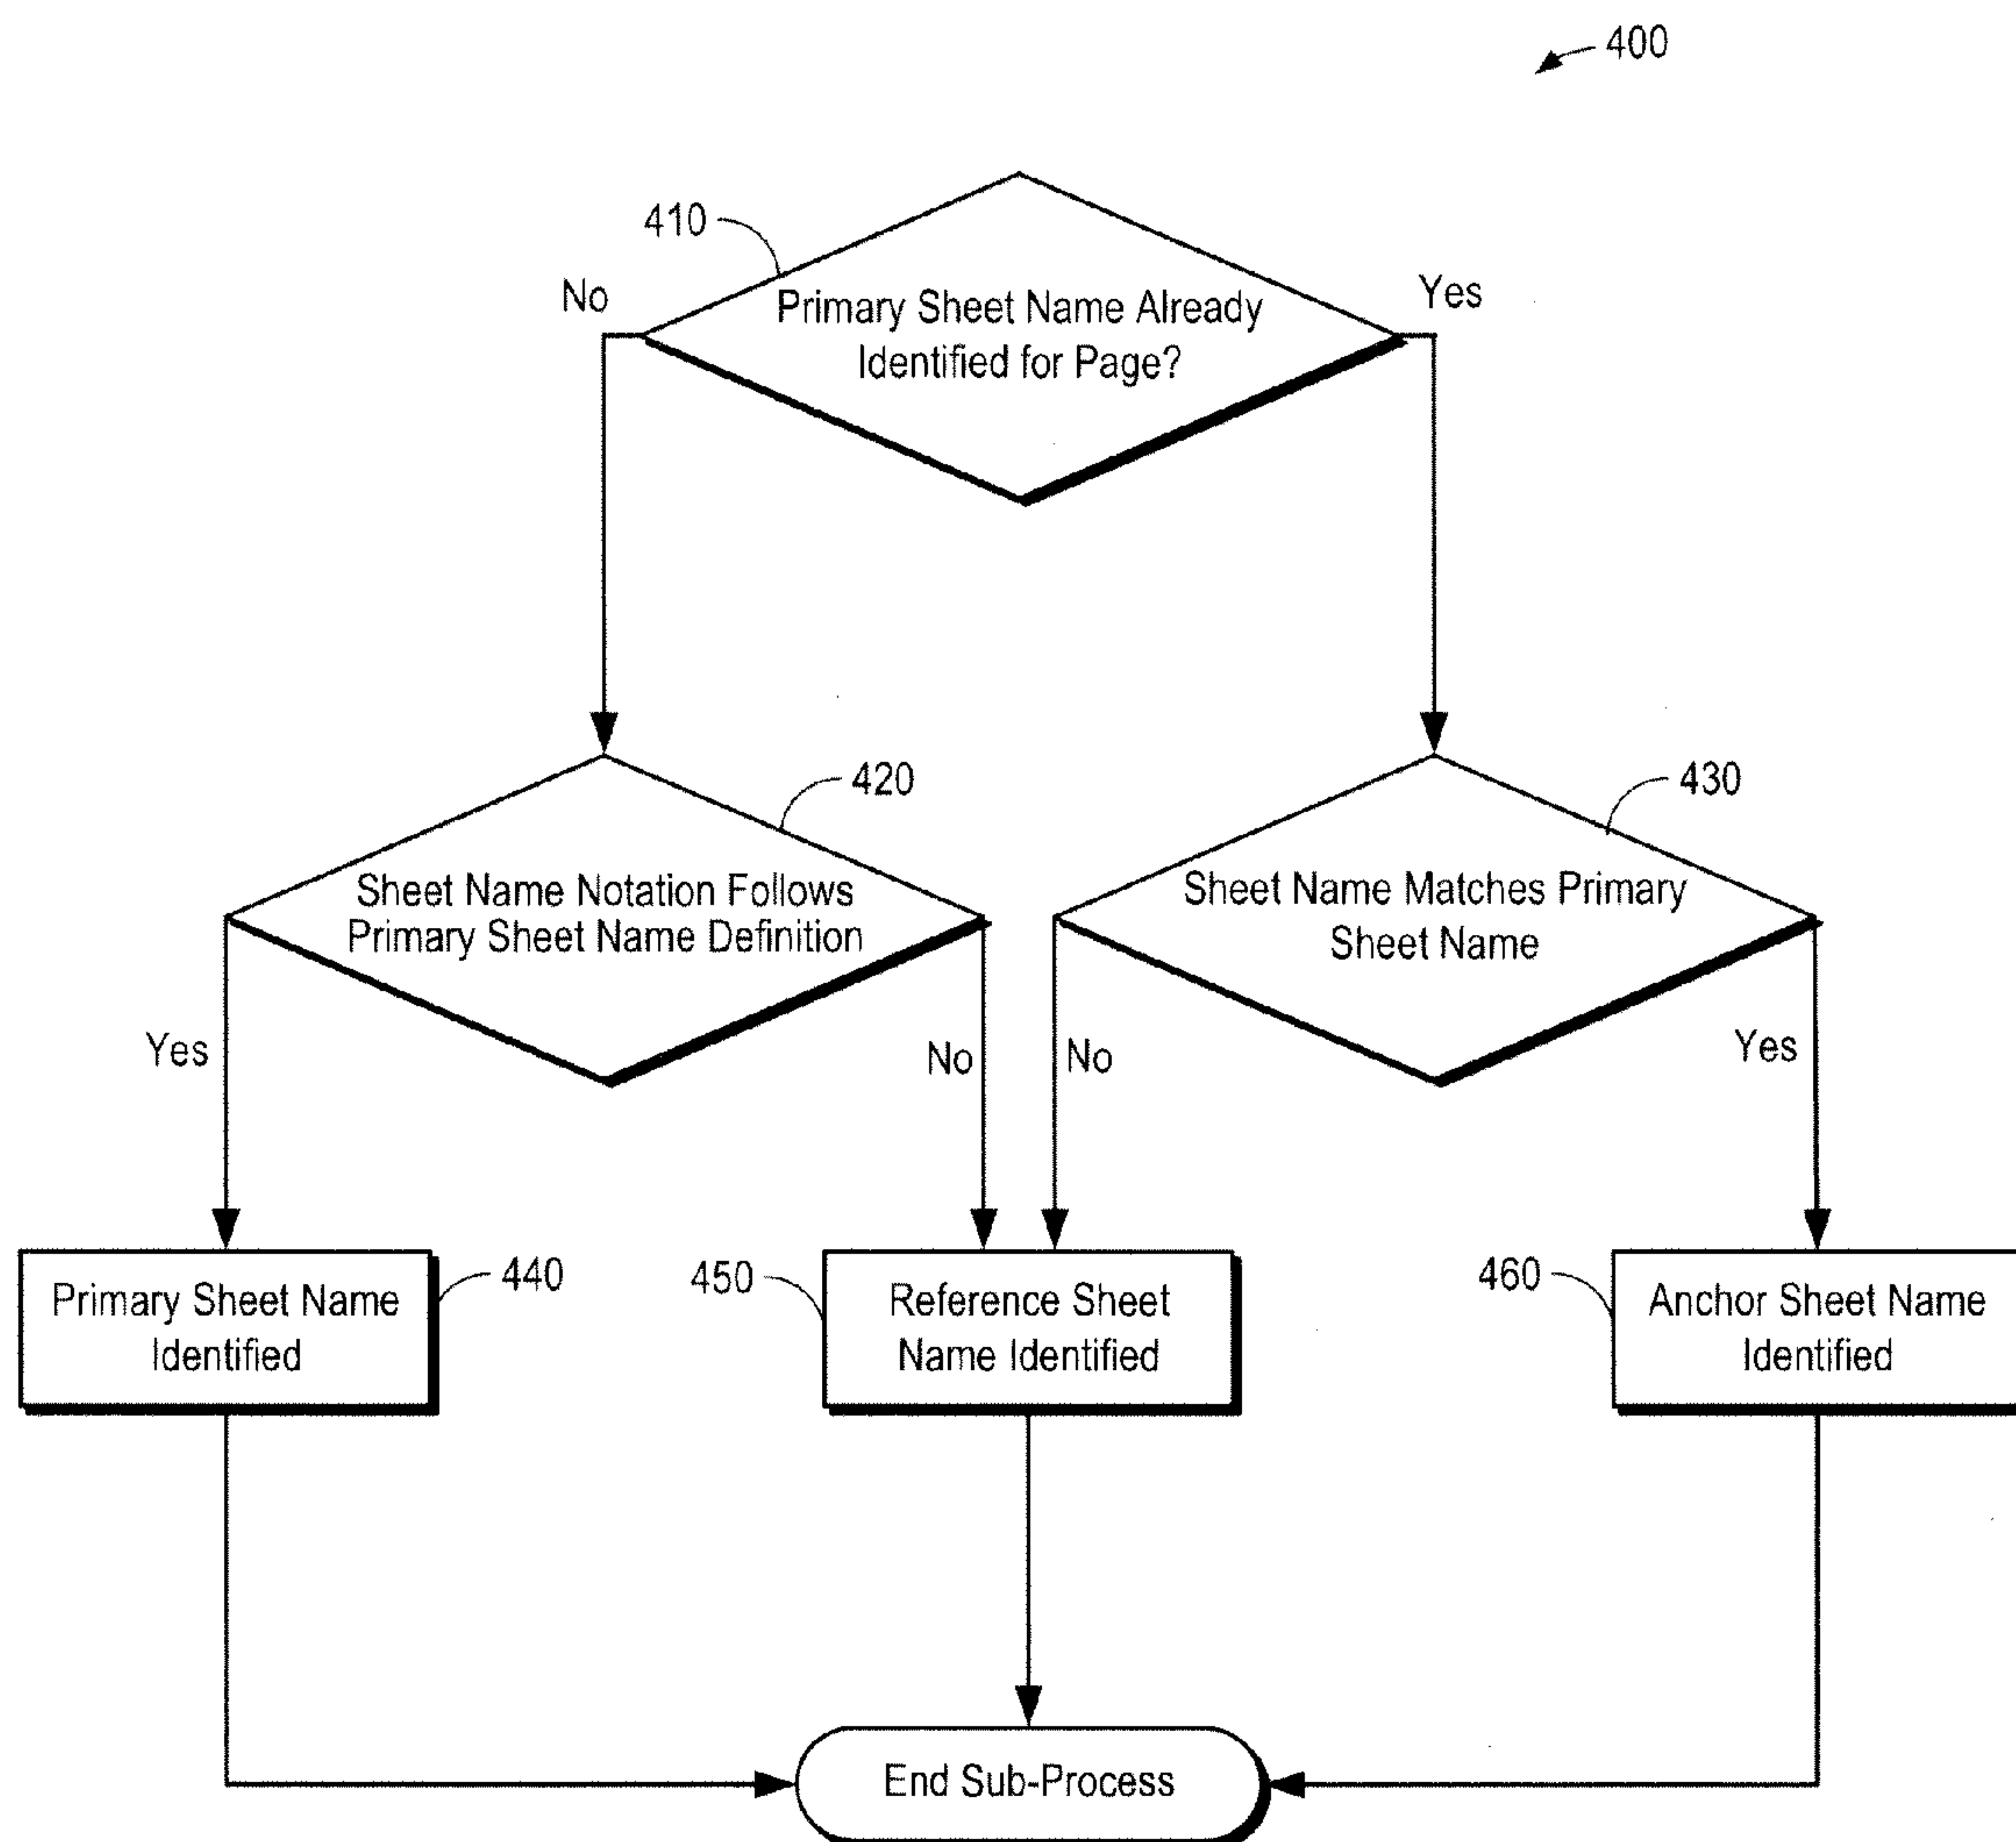 400
410
No
Yes
Primary Sheet Name Already
Identified for Page?
420
430
Sheet Name Notation Follows
Primary Sheet Name Definition
Sheet Name Matches Primary
Sheet Name
Yes
No
No
Yes
Primary Sheet Name
Identified
440
450
Reference Sheet
Name Identified
460
Anchor Sheet Name
Identified
End Sub-Process